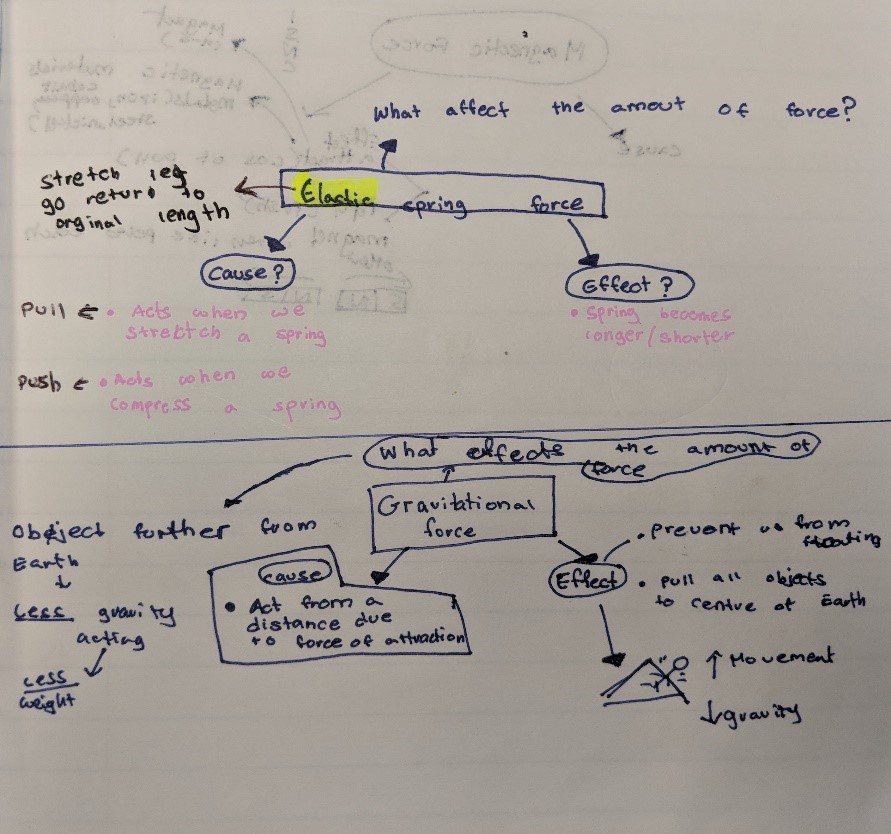 What affect the amout of force?
stretch leg
go return to
orginal length
Elastic spring force
Cause?
Effect?
Pull
• Acts when we
stretch a spring
• spring becomes
longer/shorter
Push
• Acts when we
compress a spring
What effects the amount of
force
Gravitational
force
Object further from
Earth
Less gravity
acting
Less
weight
cause
• Act from a
distance due
to force of attraction
Effect
• prevent us from
floating
• pull all objects
to centre of Earth
↑ Movement
↓ gravity